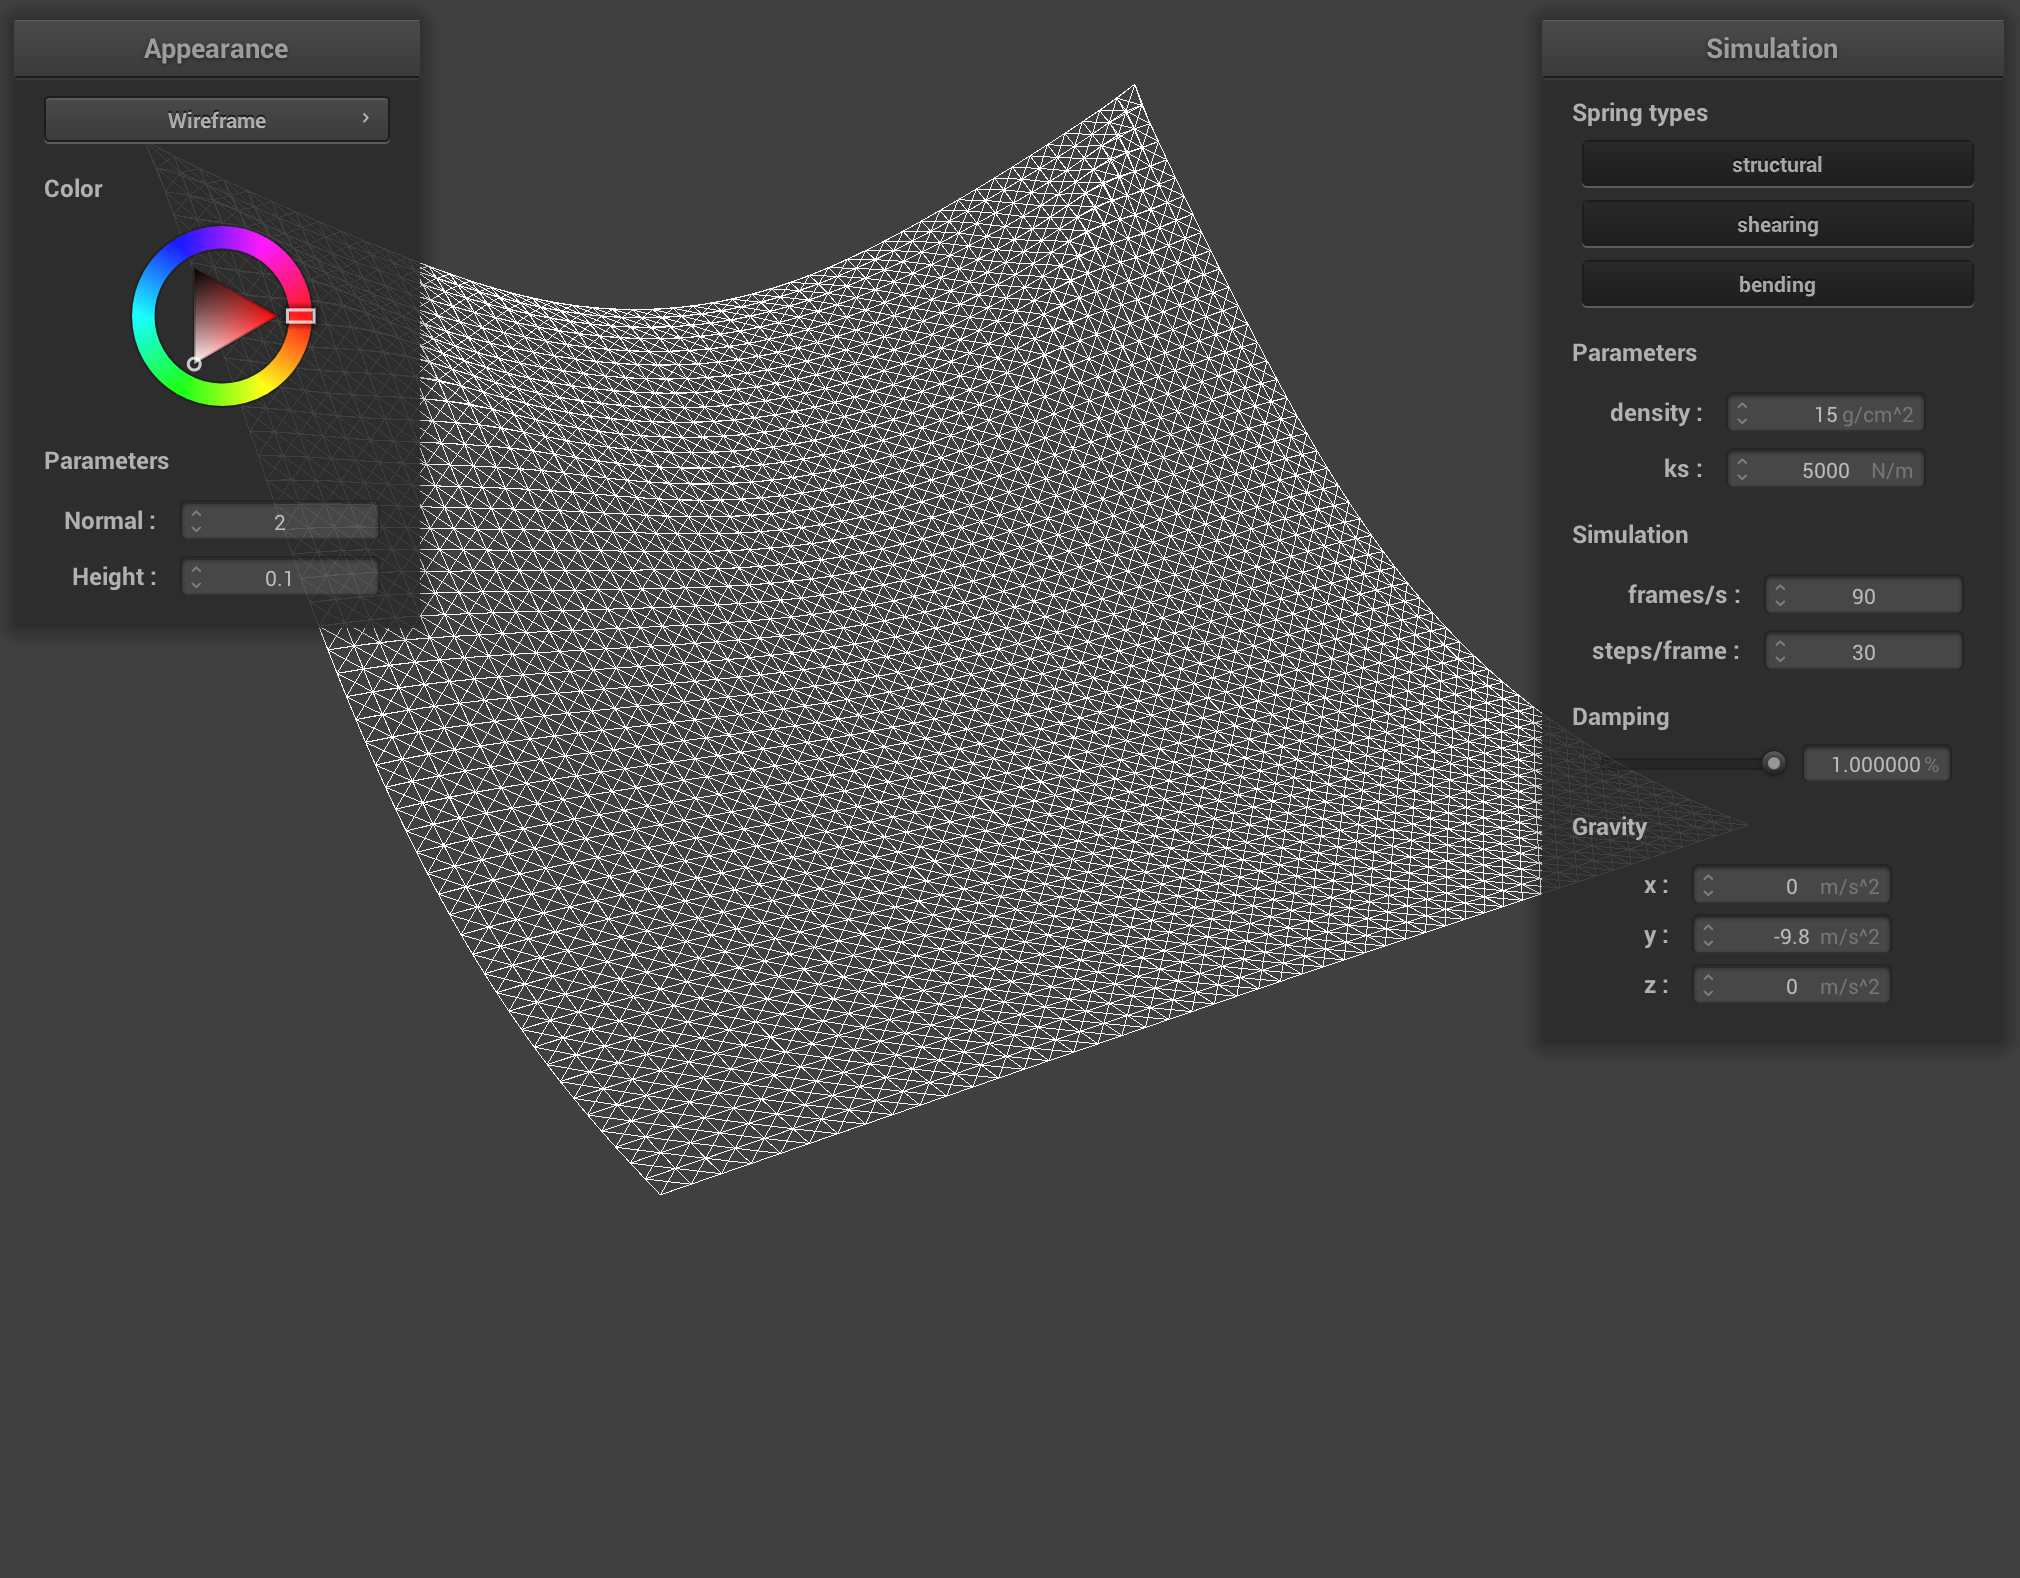 Appearance
Wireframe
Color
Parameters
Normal : 2
Height : 0.1
Simulation
Spring types
structural
shearing
bending
Parameters
density : 15 g/cm^2
ks : 5000 N/m
Simulation
frames/s : 90
steps/frame : 30
Damping
1.000000 %
Gravity
x : 0 m/s^2
y : -9.8 m/s^2
z : 0 m/s^2